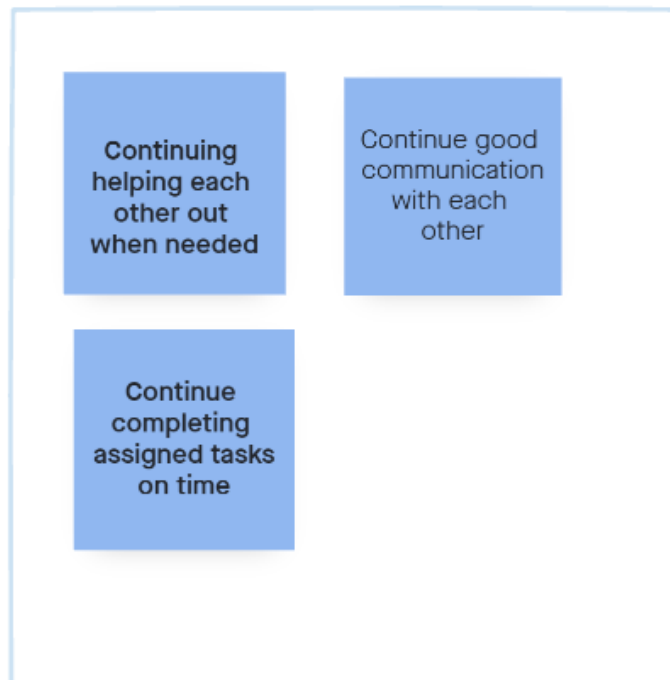 Continuing
helping each
other out
when needed
Continue good
communication
with each
other
Continue
completing
assigned tasks
on time